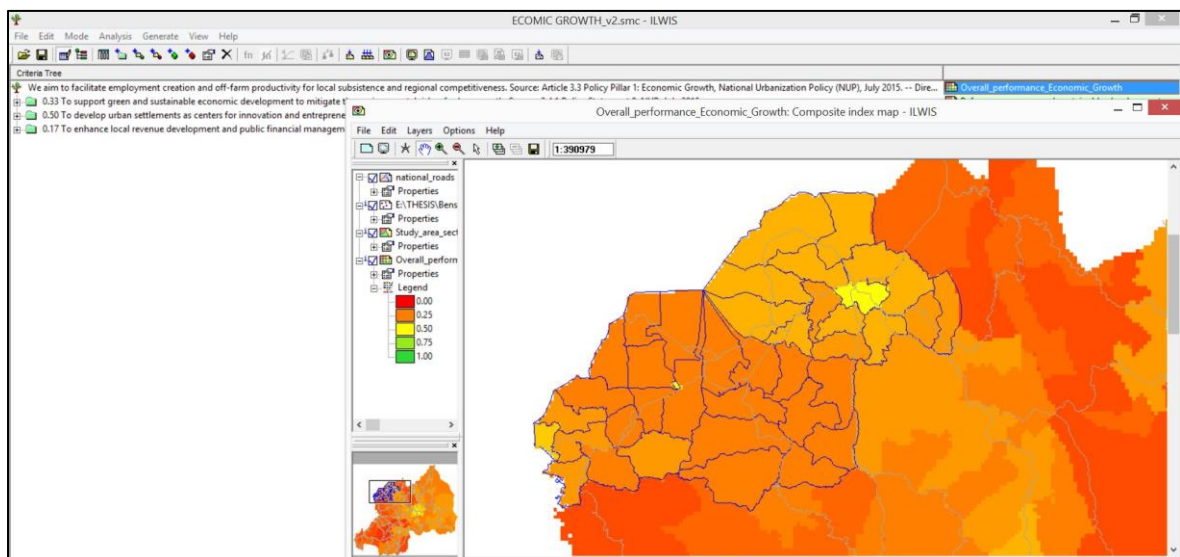 ECOMIC GROWTH_v2.smc - ILWIS
File Edit Mode Analysis Generate View Help
Criteria Tree
We aim to facilitate employment creation and off-farm productivity for local subsistence and regional competitiveness. Source: Article 3.3 Policy Pillar 1: Economic Growth, National Urbanization Policy (NUP), July 2015. -- Dire...
Overall_performance_Economic_Growth
0.33 To support green and sustainable economic development to mitigate
0.50 To develop urban settlements as centers for innovation and entreprene
0.17 To enhance local revenue development and public financial managem
Overall_performance_Economic_Growth: Composite index map - ILWIS
File Edit Layers Options Help
1:390979
national_roads
Properties
E:\THESIS\Bens
Properties
Study_area_sect
Properties
Overall_perform
Properties
Legend
0.00
0.25
0.50
0.75
1.00